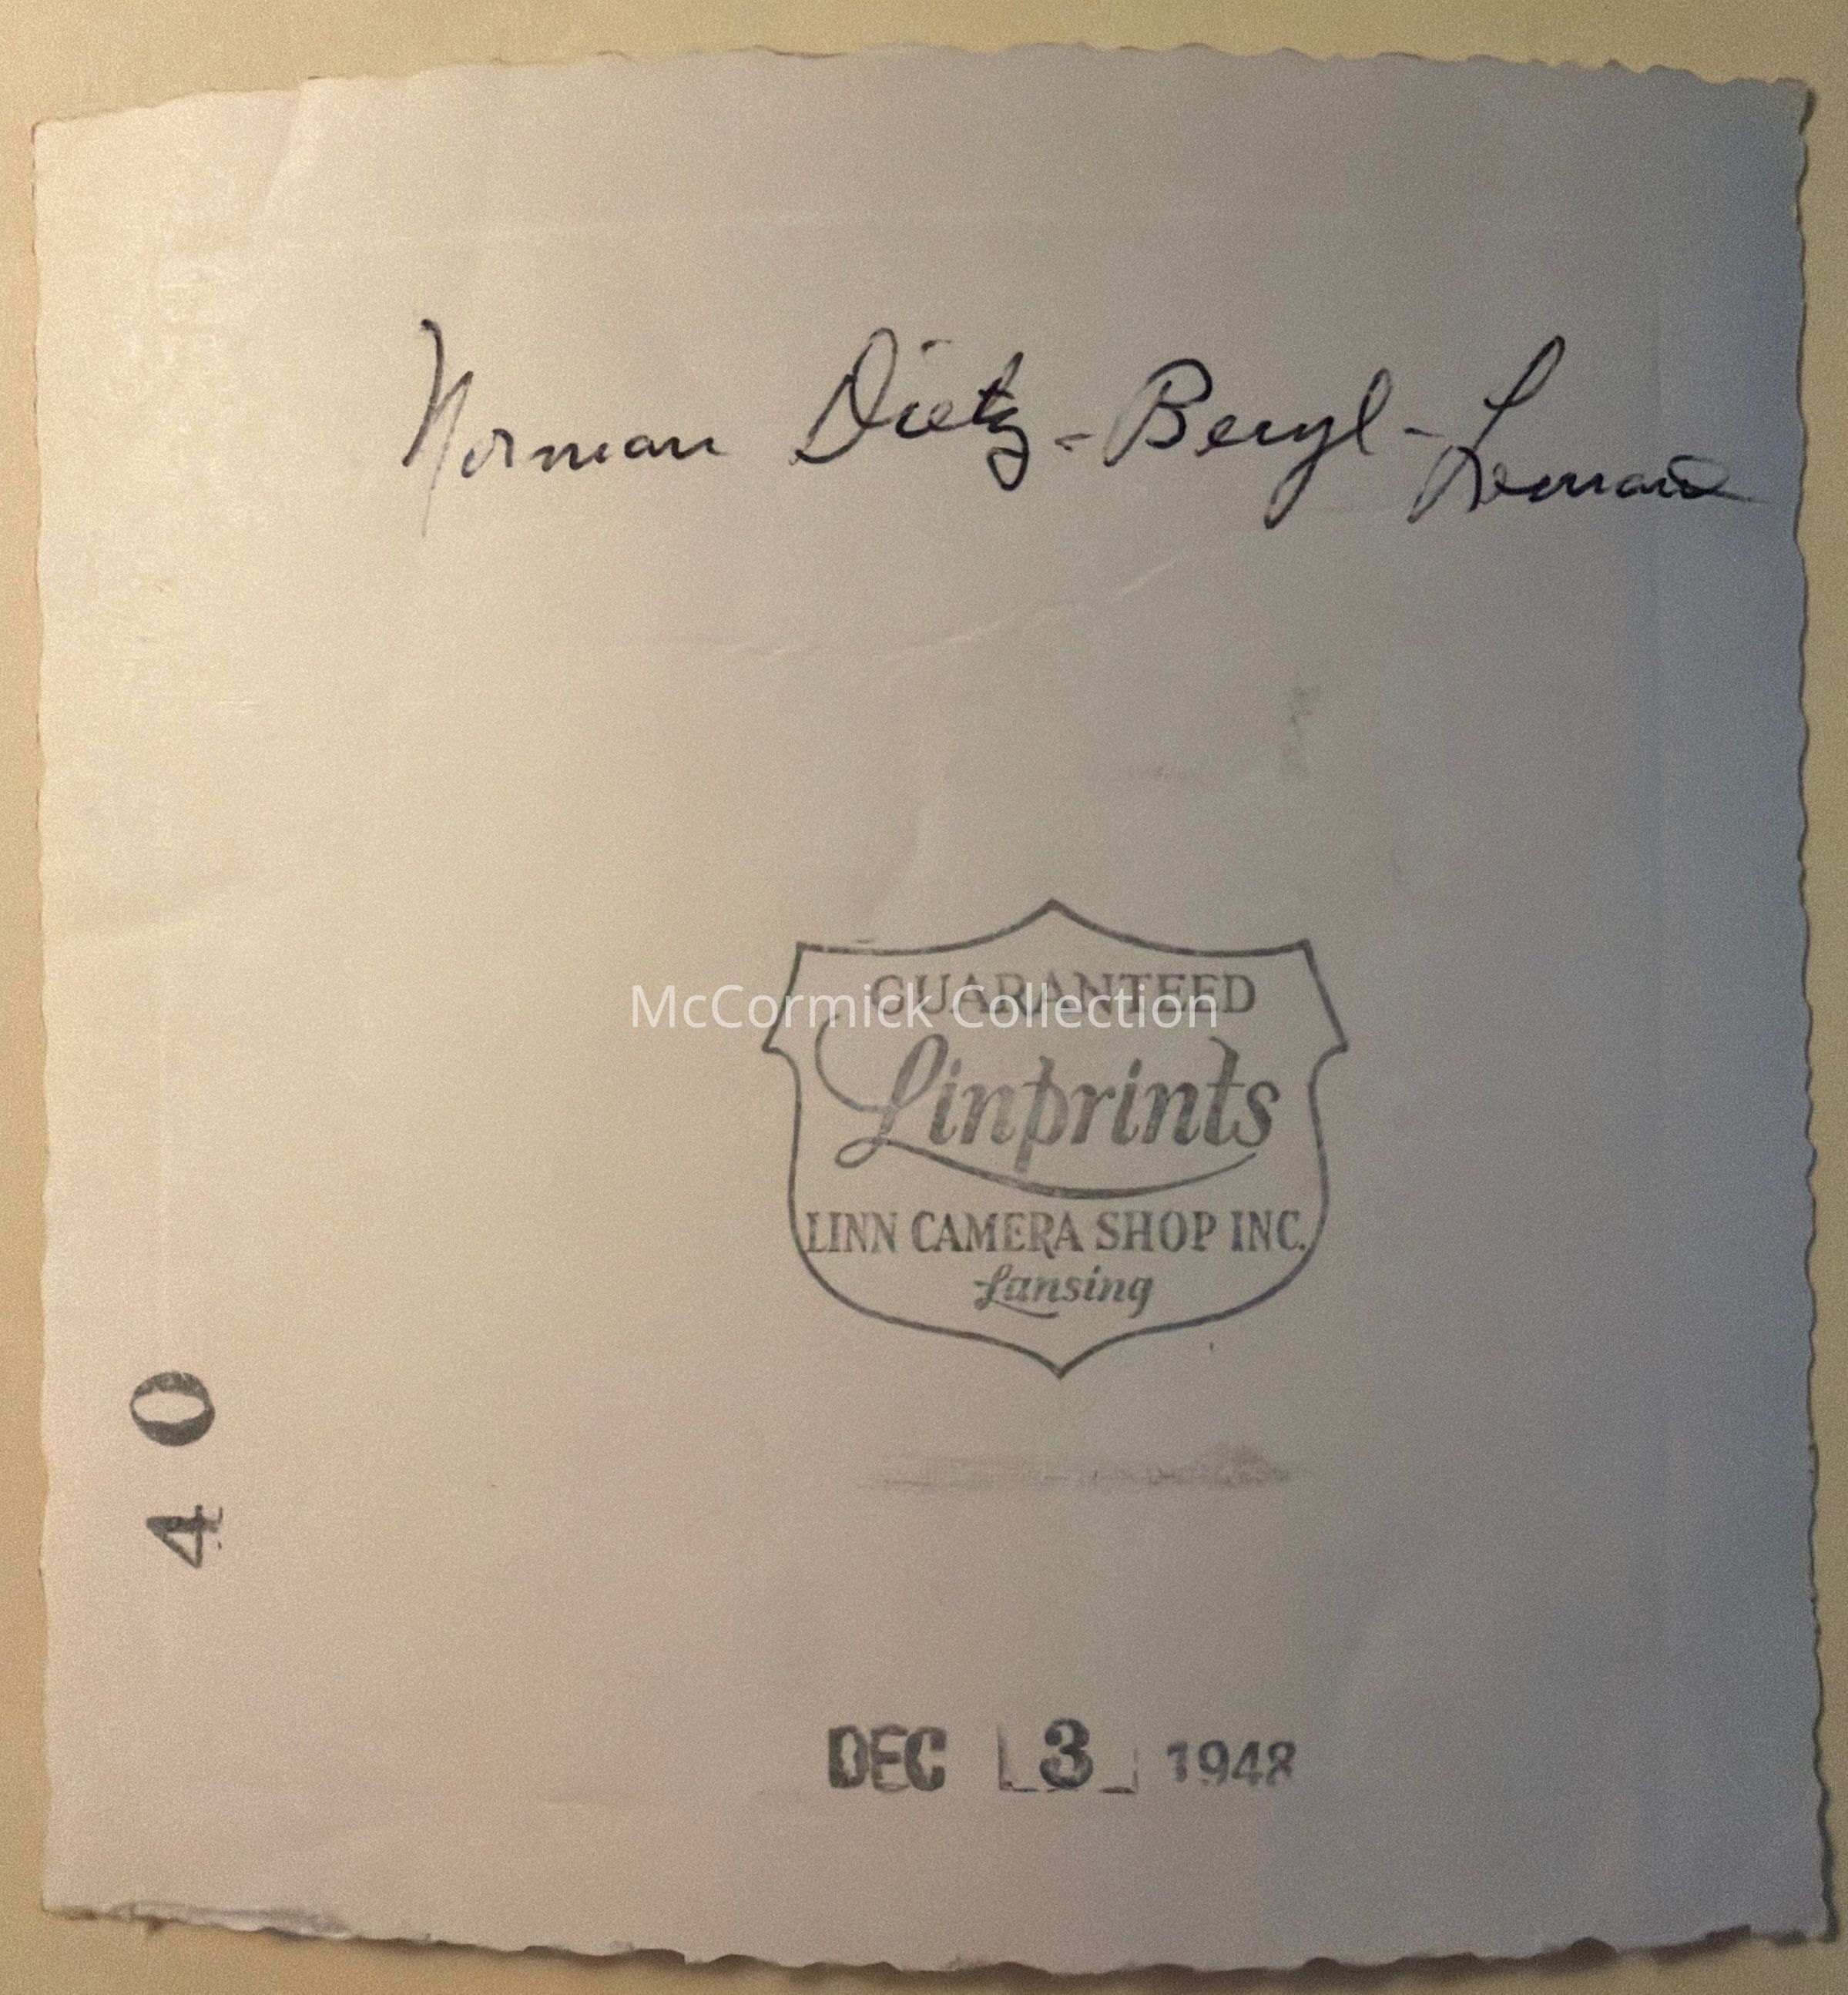 Norman Dietz - Beryl -
GUARANTEED
McCormick Collection
Linprints
LINN CAMERA SHOP INC.
Lansing
40
DEC 3 1948